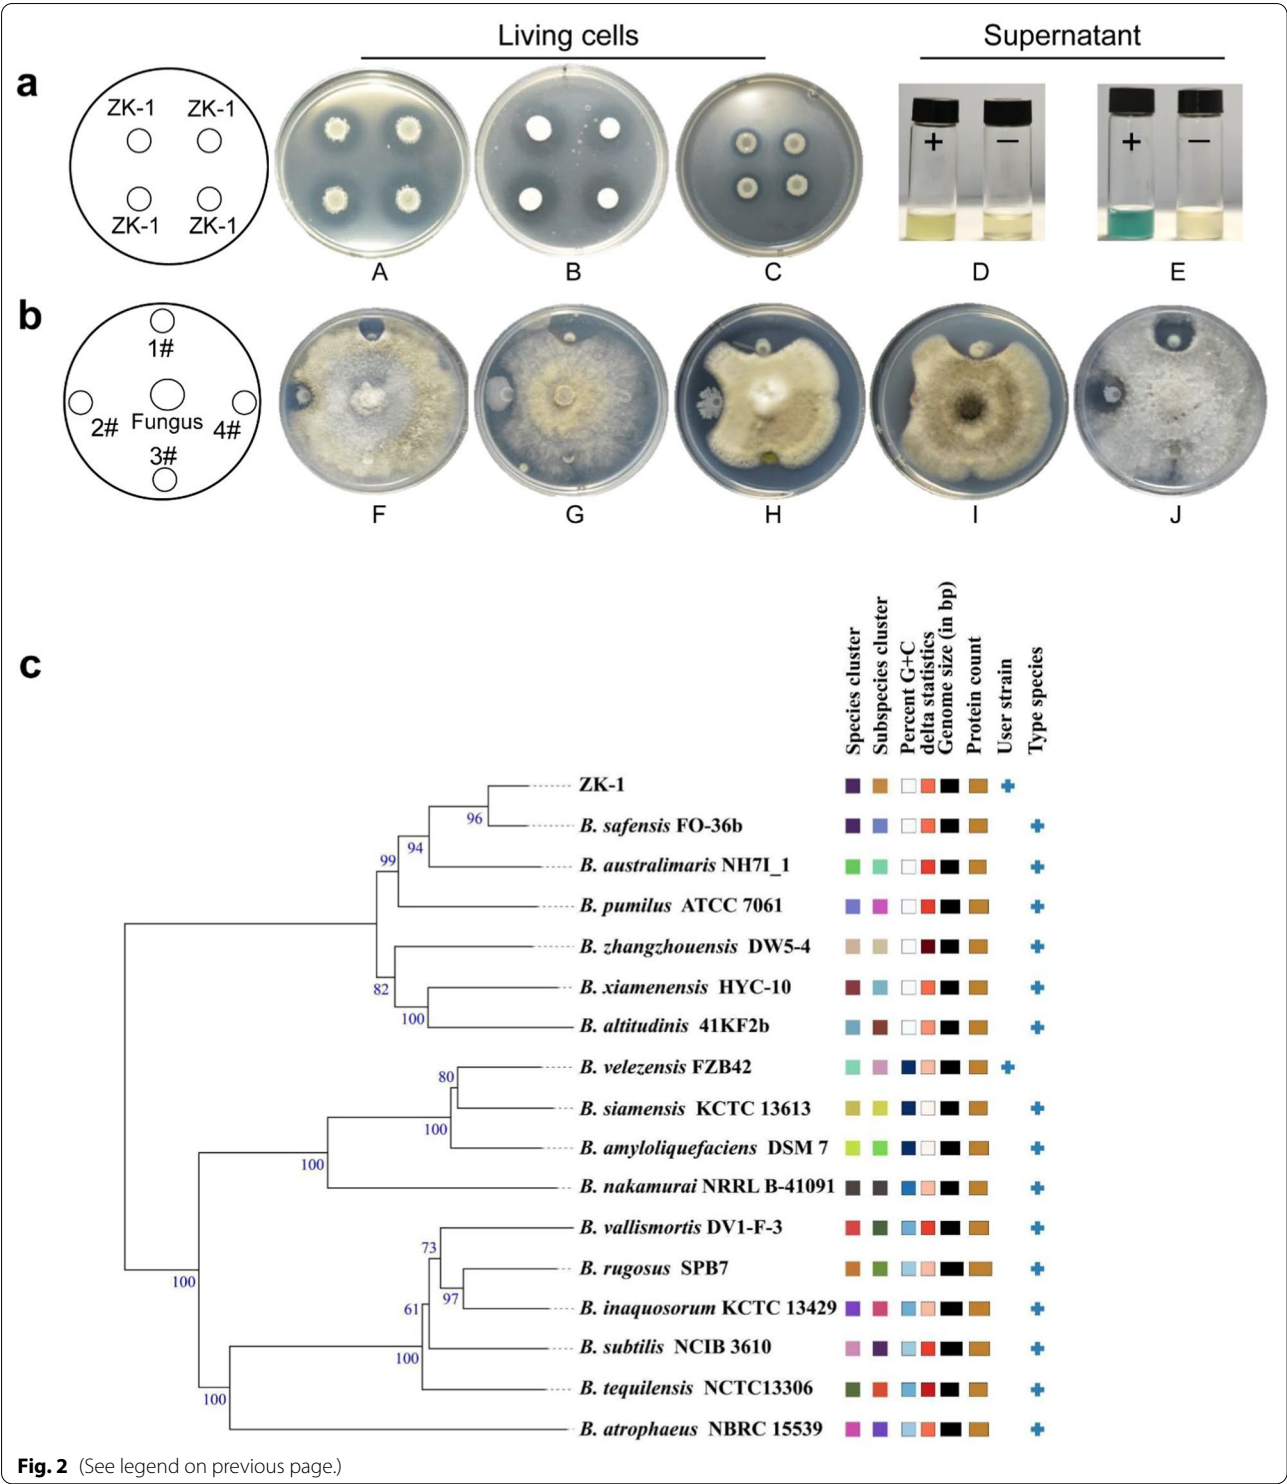 Living cells
Supernatant
a
ZK-1 ZK-1
ZK-1 ZK-1
+ −
+ −
A B C D E
b
1#
2# Fungus 4#
3#
F G H I J
c
Species cluster
Subspecies cluster
Percent G+C
delta statistics
Genome size (in bp)
Protein count
User strain
Type species
ZK-1
96
B. safensis FO-36b
94
99
B. australimaris NH7I_1
B. pumilus ATCC 7061
B. zhangzhouensis DW5-4
82
B. xiamenensis HYC-10
100
B. altitudinis 41KF2b
B. velezensis FZB42
80
B. siamensis KCTC 13613
100
B. amyloliquefaciens DSM 7
100
B. nakamurai NRRL B-41091
B. vallismortis DV1-F-3
73
B. rugosus SPB7
100
97
B. inaquosorum KCTC 13429
61
B. subtilis NCIB 3610
100
B. tequilensis NCTC13306
100
B. atrophaeus NBRC 15539
Fig. 2 (See legend on previous page.)